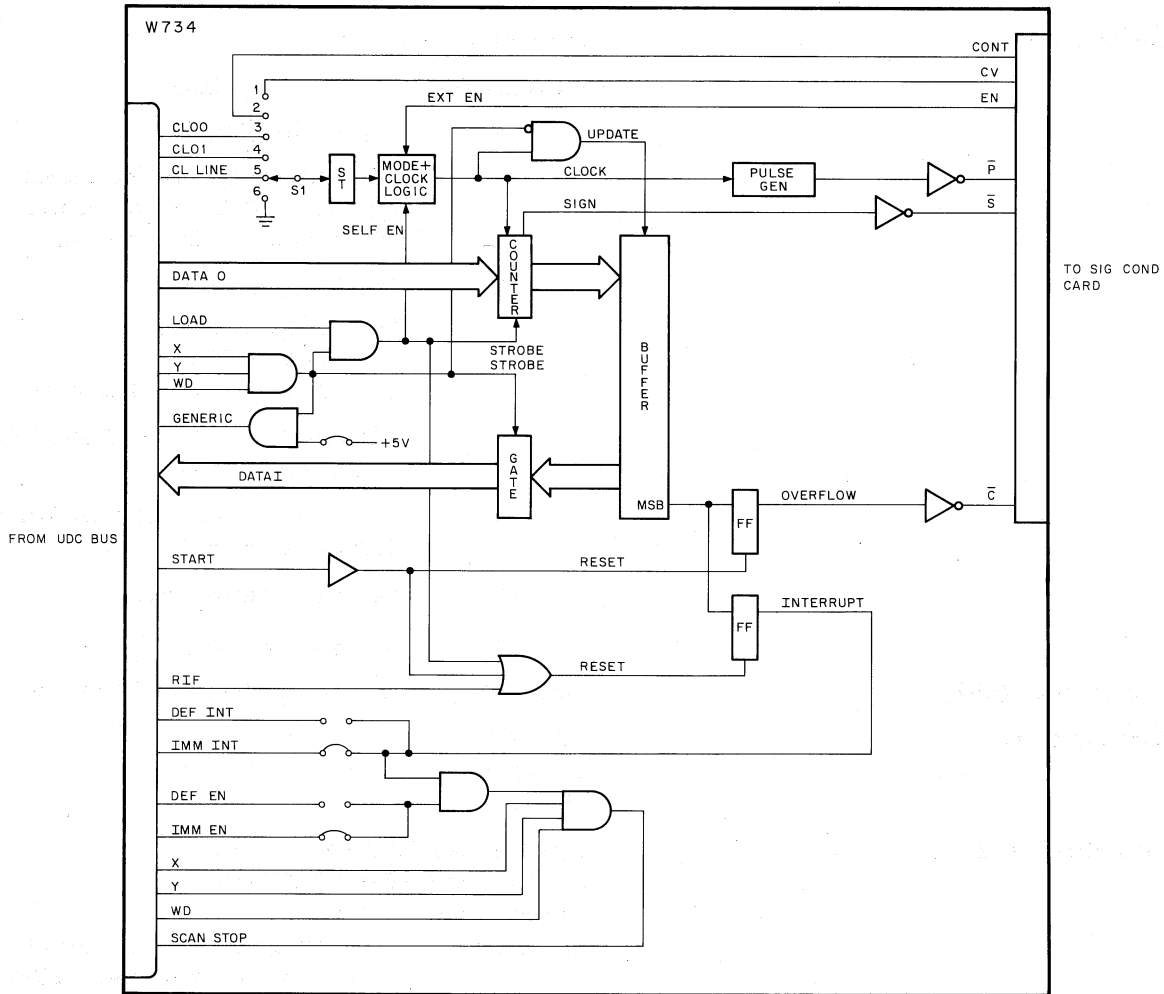 W734
CONT
CV
EN
EXT EN
1
2
3
4
5
6
CLO0
CLO1
CL LINE
S1
ST
MODE+
CLOCK
LOGIC
UPDATE
CLOCK
PULSE
GEN
P
SIGN
S
SELF EN
COUNTER
DATA O
TO SIG COND
CARD
LOAD
STROBE
STROBE
X
Y
WD
BUFFER
GENERIC
+5V
GATE
DATAI
MSB
FF
OVERFLOW
C
FROM UDC BUS
START
RESET
INTERRUPT
FF
RESET
RIF
DEF INT
IMM INT
DEF EN
IMM EN
X
Y
WD
SCAN STOP